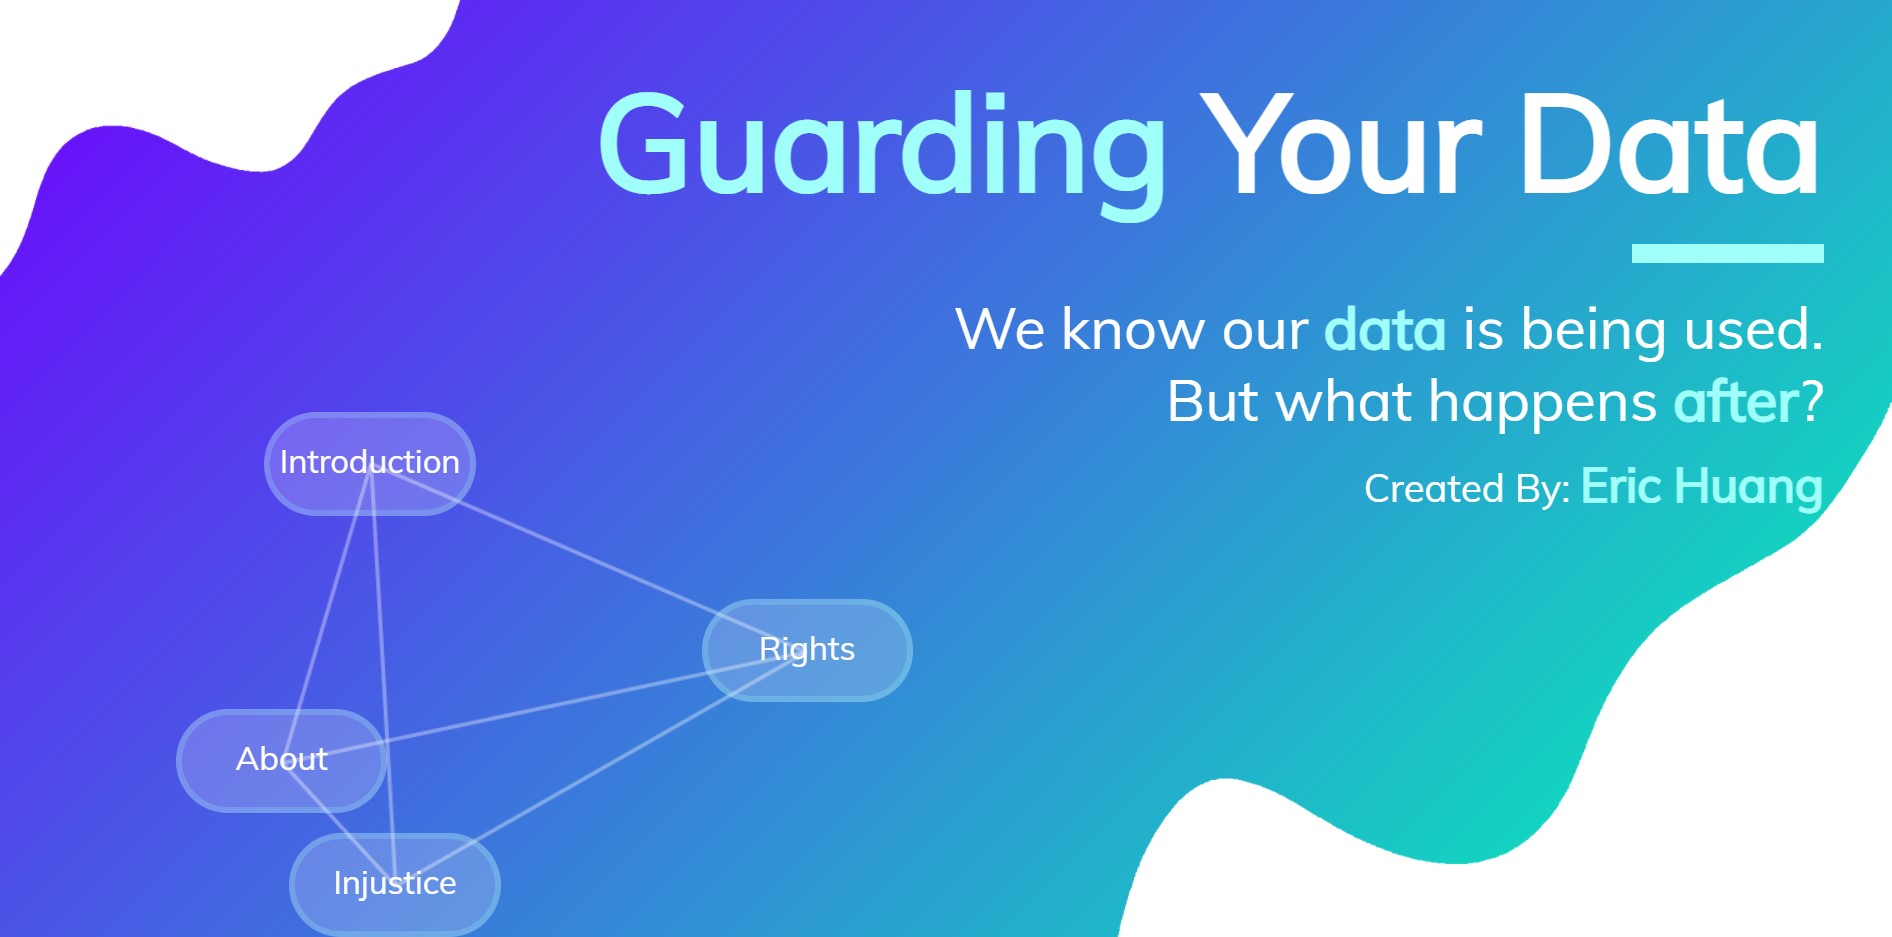 Guarding Your Data
We know our data is being used.
But what happens after?
Created By: Eric Huang
Introduction
Rights
About
Injustice